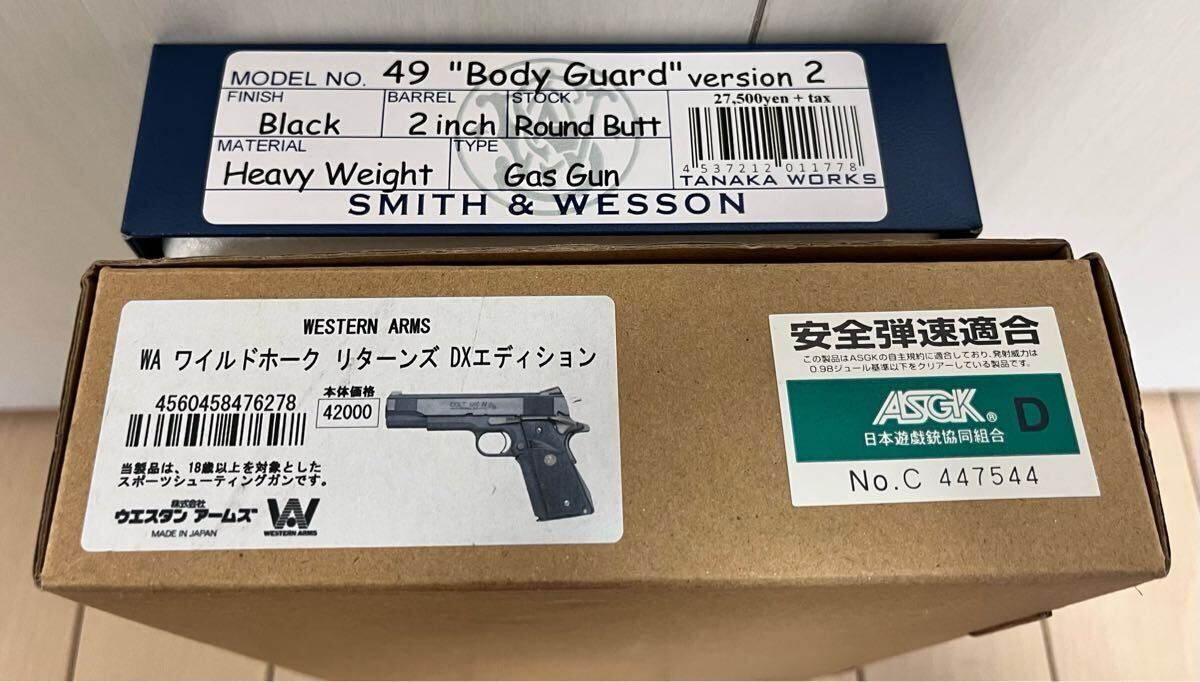 MODEL NO. 49 "Body Guard" version 2
FINISH BARREL STOCK
Black 2 inch Round Butt
27,500yen + tax
4 537212 011778
MATERIAL TYPE
Heavy Weight Gas Gun
TANAKA WORKS
SMITH & WESSON
WESTERN ARMS
WA ワイルドホーク リターンズ DXエディション
4560458476278
本体価格
42000
当製品は、18歳以上を対象とした
スポーツシューティングガンです。
株式会社
ウエスタン アームズ
MADE IN JAPAN
WESTERN ARMS
安全弾速適合
この製品はASGKの自主規約に適合しており、発射威力は
0.98ジュール基準以下をクリアーしている製品です。
ASGK® D
日本遊戯銃協同組合
No.C 447544